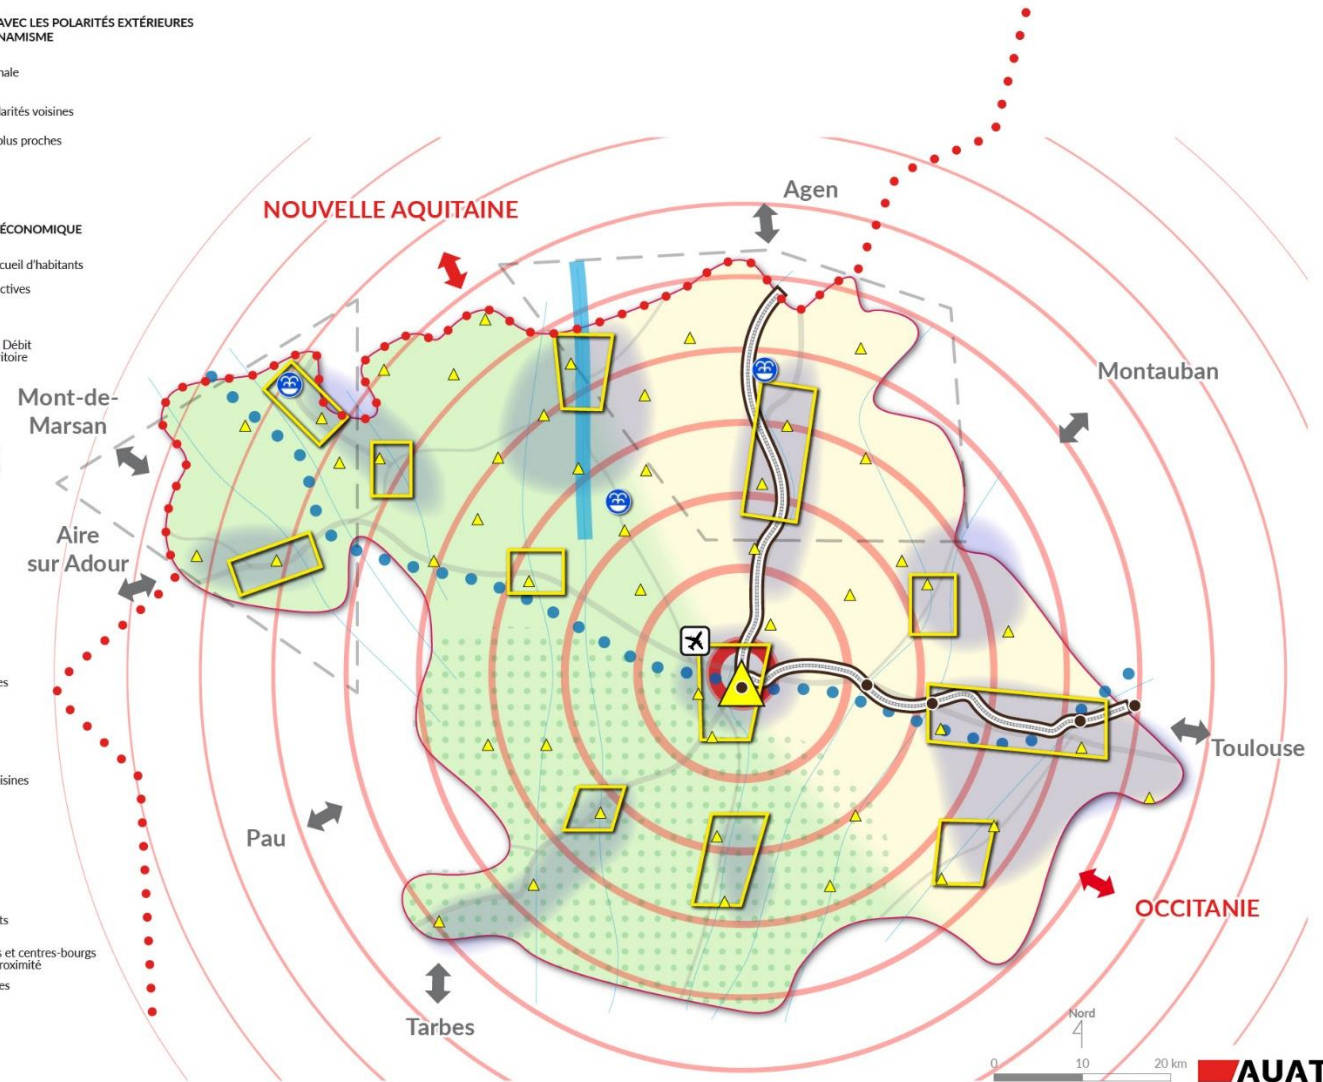 AVEC LES POLARITÉS EXTÉRIEURES
NAMISME
nale
larités voisines
plus proches
ÉCONOMIQUE
cueil d'habitants
ctives
Débit
ritoire
es
isines
ts
s et centres-bourgs
roximité
es
NOUVELLE AQUITAINE
Agen
Montauban
Mont-de-
Marsan
Aire
sur Adour
Toulouse
Pau
OCCITANIE
Tarbes
Nord
0 10 20 km
AUAT